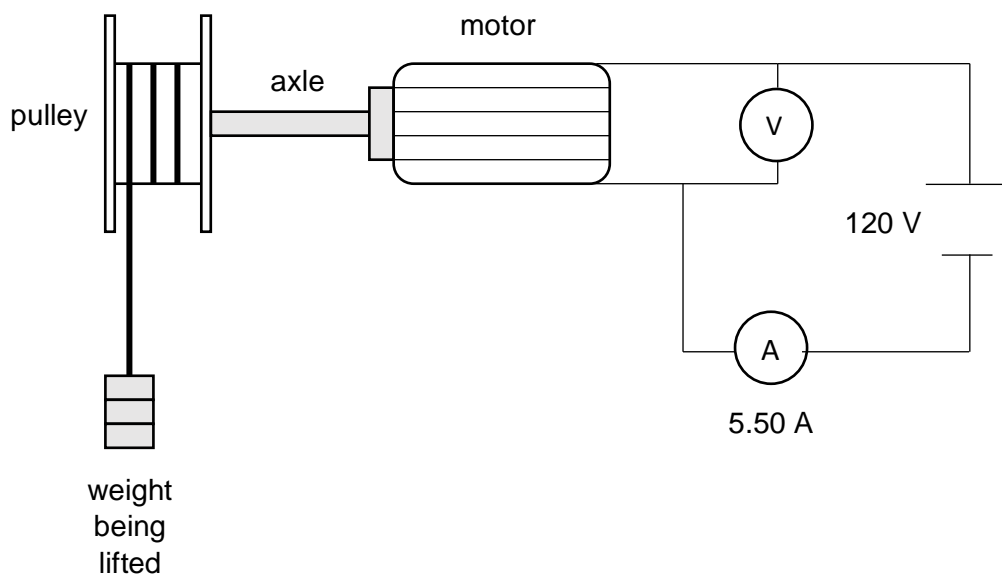 motor
axle
pulley
V
120 V
A
5.50 A
weight
being
lifted